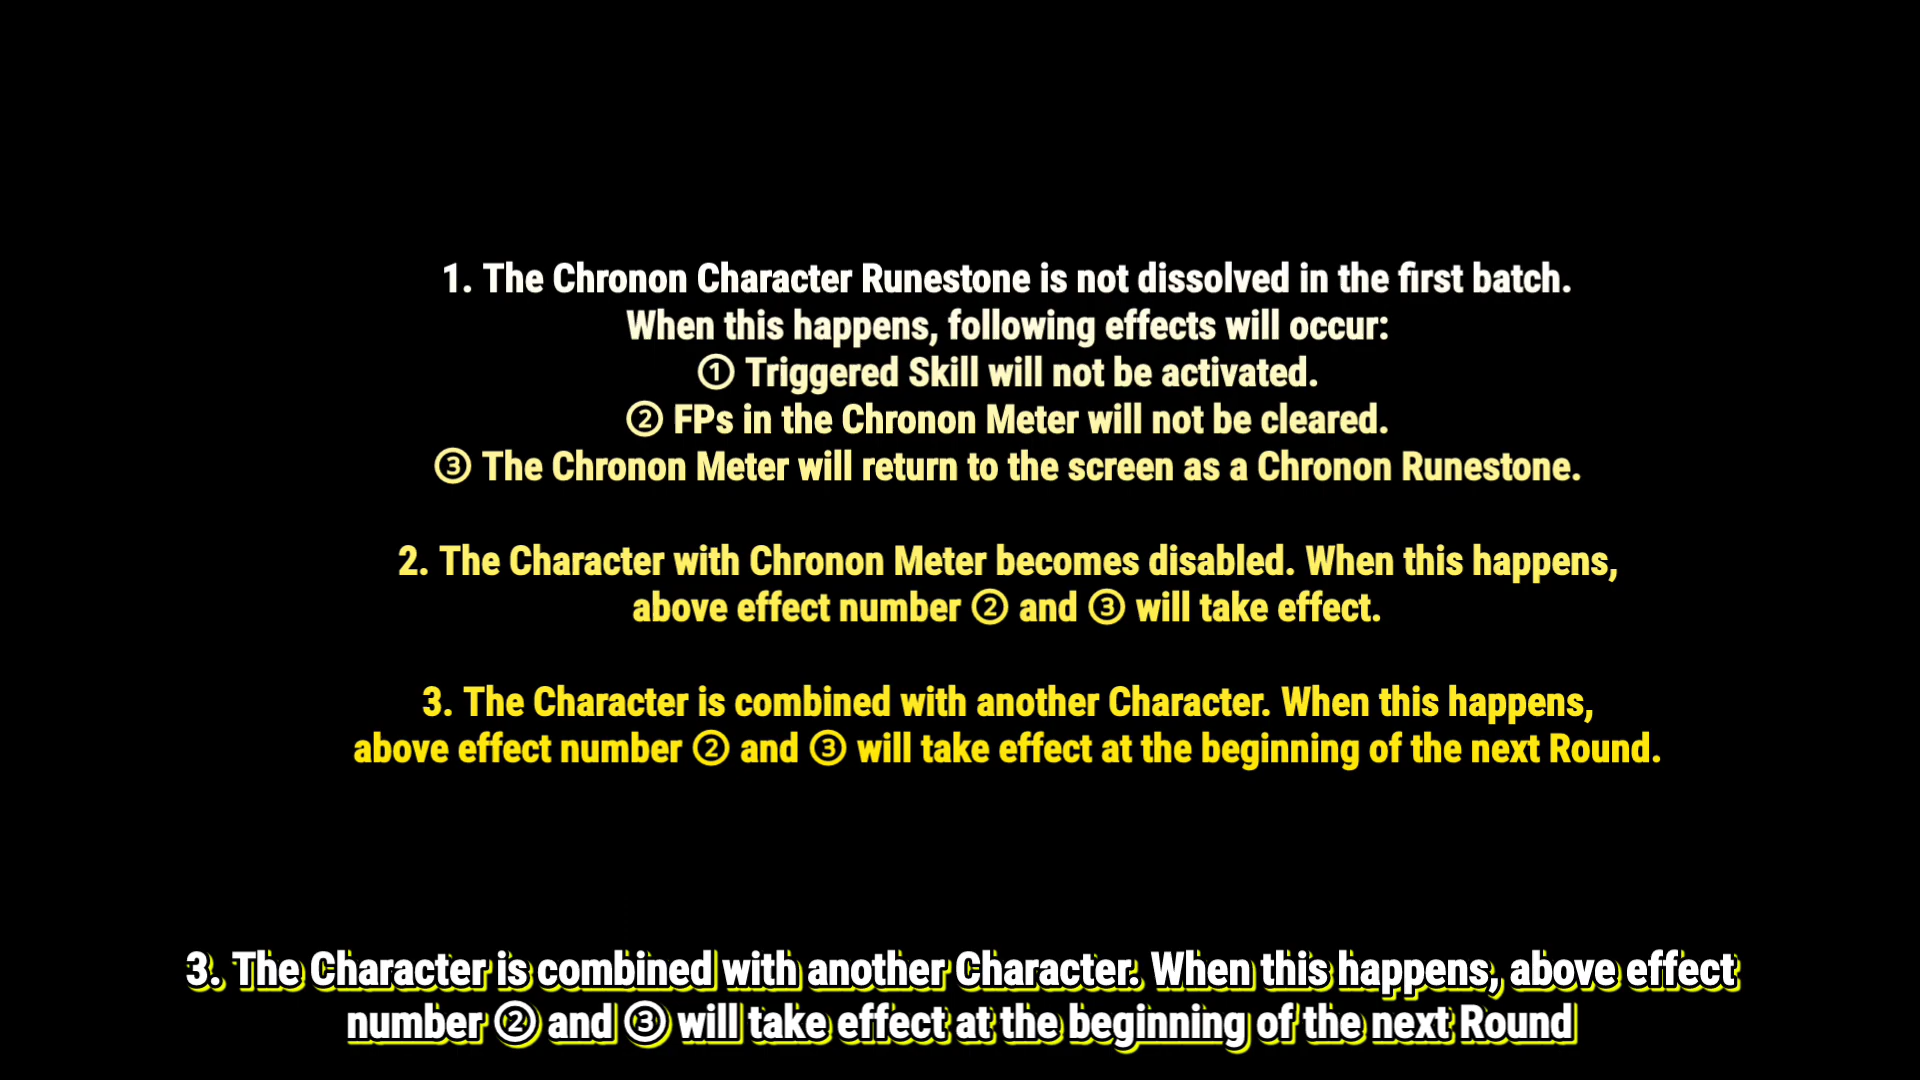 1. The Chronon Character Runestone is not dissolved in the first batch.
When this happens, following effects will occur:
① Triggered Skill will not be activated.
② FPs in the Chronon Meter will not be cleared.
③ The Chronon Meter will return to the screen as a Chronon Runestone.
2. The Character with Chronon Meter becomes disabled. When this happens,
above effect number ② and ③ will take effect.
3. The Character is combined with another Character. When this happens,
above effect number ② and ③ will take effect at the beginning of the next Round.
3. The Character is combined with another Character. When this happens, above effect
number ② and ③ will take effect at the beginning of the next Round